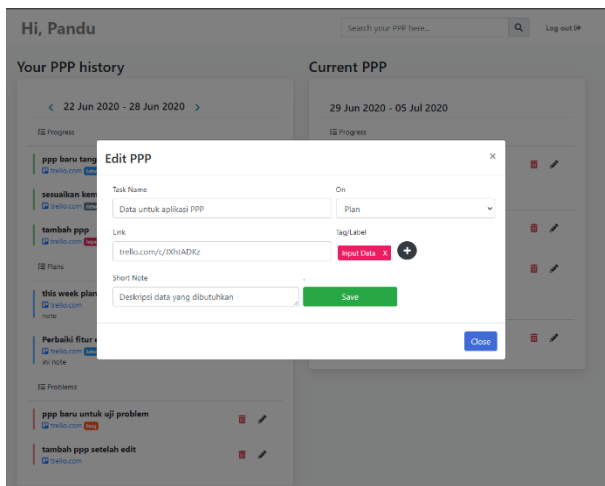 Hi, Pandu
Search your PPP here...
Log out
Your PPP history
Current PPP
22 Jun 2020 - 28 Jun 2020
29 Jun 2020 - 05 Jul 2020
Progress
Progress
ppp baru tang
trello.com
sesuaikan kem
trello.com
tambah ppp
trello.com
Plans
this week plan
trello.com
note
Perbaiki fitur
trello.com
ini note
Problems
ppp baru untuk uji problem
trello.com
tambah ppp setelah edit
trello.com
Edit PPP
×
Task Name
On
Data untuk aplikasi PPP
Plan
Link
Tag/Label
trello.com/c/JXhtADKz
Input Data X
Short Note
Deskripsi data yang dibutuhkan
Save
Close